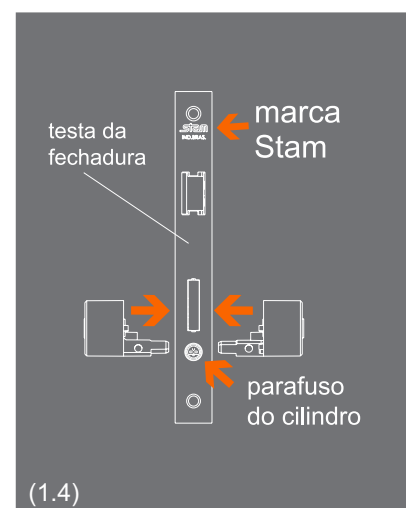 stam
IND.BRAS.
marca
Stam
testa da
fechadura
parafuso
do cilindro
(1.4)